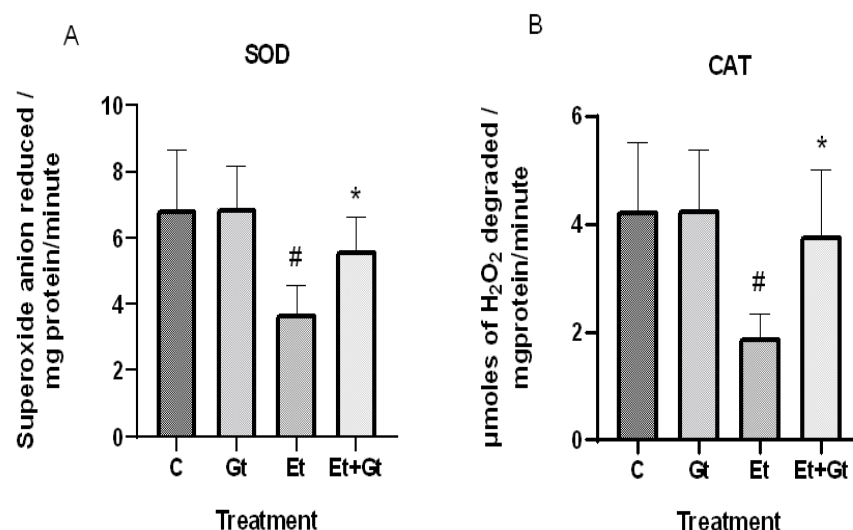 A
SOD
Superoxide anion reduced /
mg protein/minute
10
8
6
4
2
0
#
*
C Gt Et Et+Gt
Treatment
B
CAT
μmoles of H₂O₂ degraded /
mgprotein/minute
6
4
2
0
#
*
C Gt Et Et+Gt
Treatment